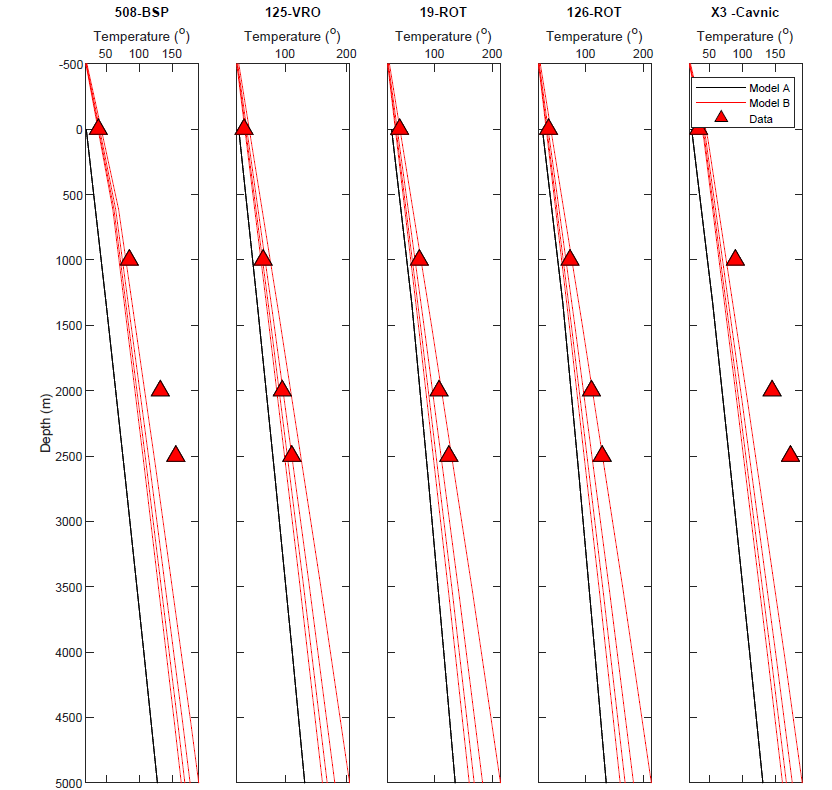 508-BSP 125-VRO 19-ROT 126-ROT X3 -Cavnic
Temperature (o) Temperature (o) Temperature (o) Temperature (o) Temperature (o)
50 100 150 100 200 100 200 100 200 50 100 150
-500
Model A
Model B
Data
0
500
1000
1500
2000
Depth (m)
2500
3000
3500
4000
4500
5000